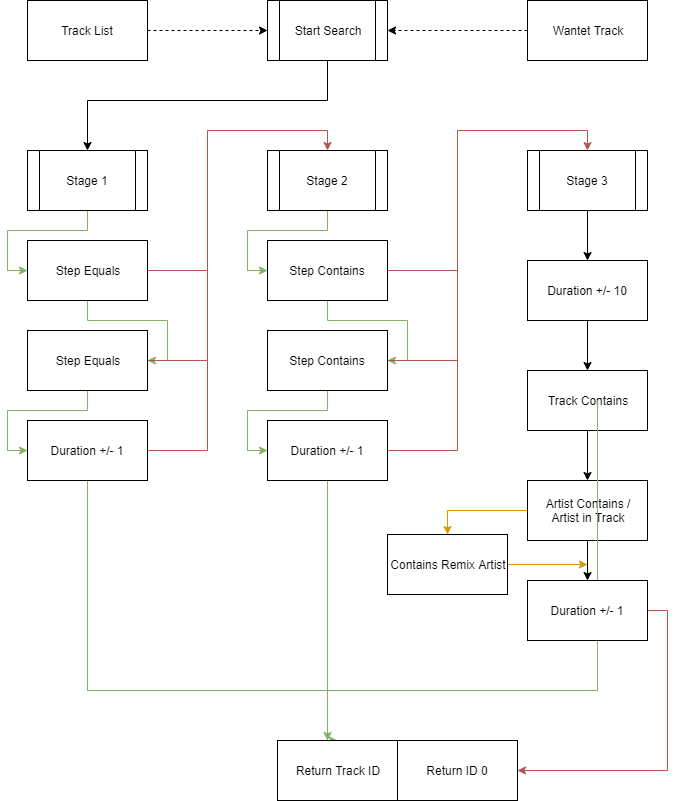 Track List
Start Search
Wantet Track
Stage 1
Stage 2
Stage 3
Step Equals
Step Contains
Duration +/- 10
Step Equals
Step Contains
Track Contains
Duration +/- 1
Duration +/- 1
Artist Contains /
Artist in Track
Contains Remix Artist
Duration +/- 1
Return Track ID
Return ID 0